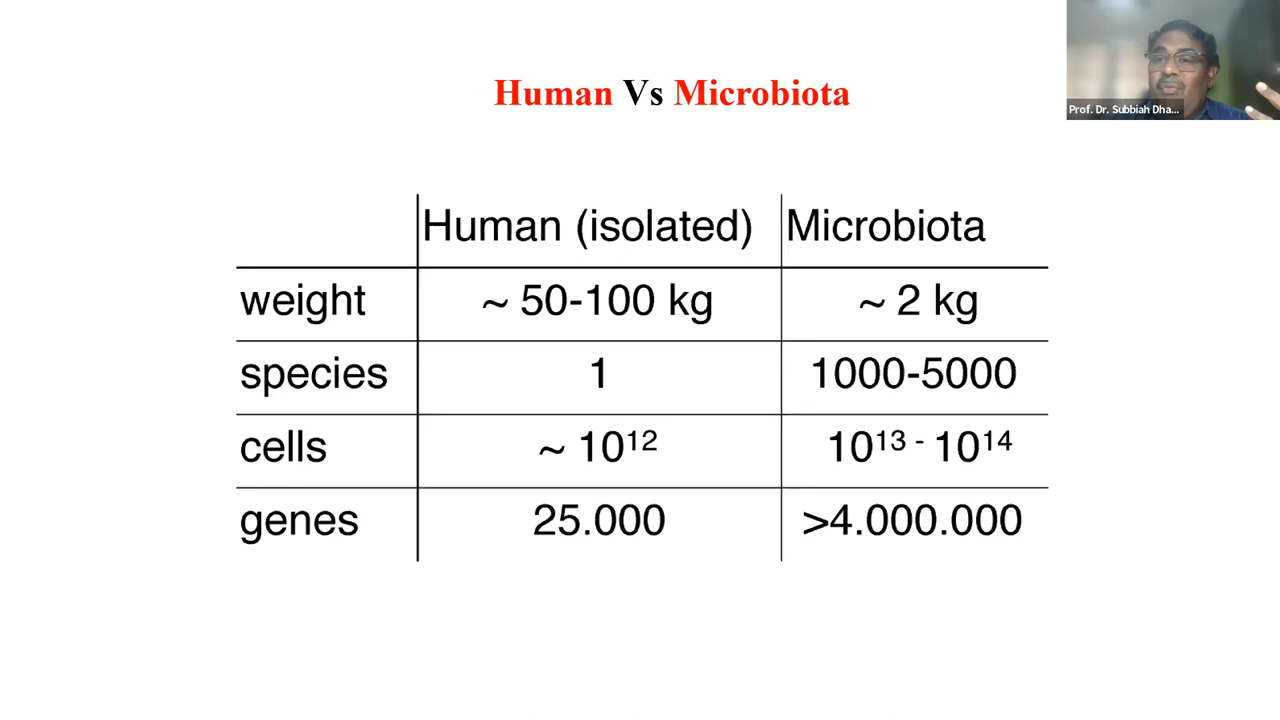 Human Vs Microbiota
Prof. Dr. Subbiah Dha...
Human (isolated) Microbiota
weight ~ 50-100 kg ~ 2 kg
species 1 1000-5000
cells ~ 10¹² 10¹³ - 10¹⁴
genes 25.000 >4.000.000